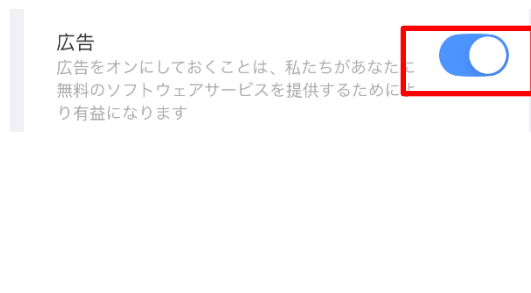 広告
広告をオンにしておくことは、私たちがあなたに
無料のソフトウェアサービスを提供するためによ
り有益になります